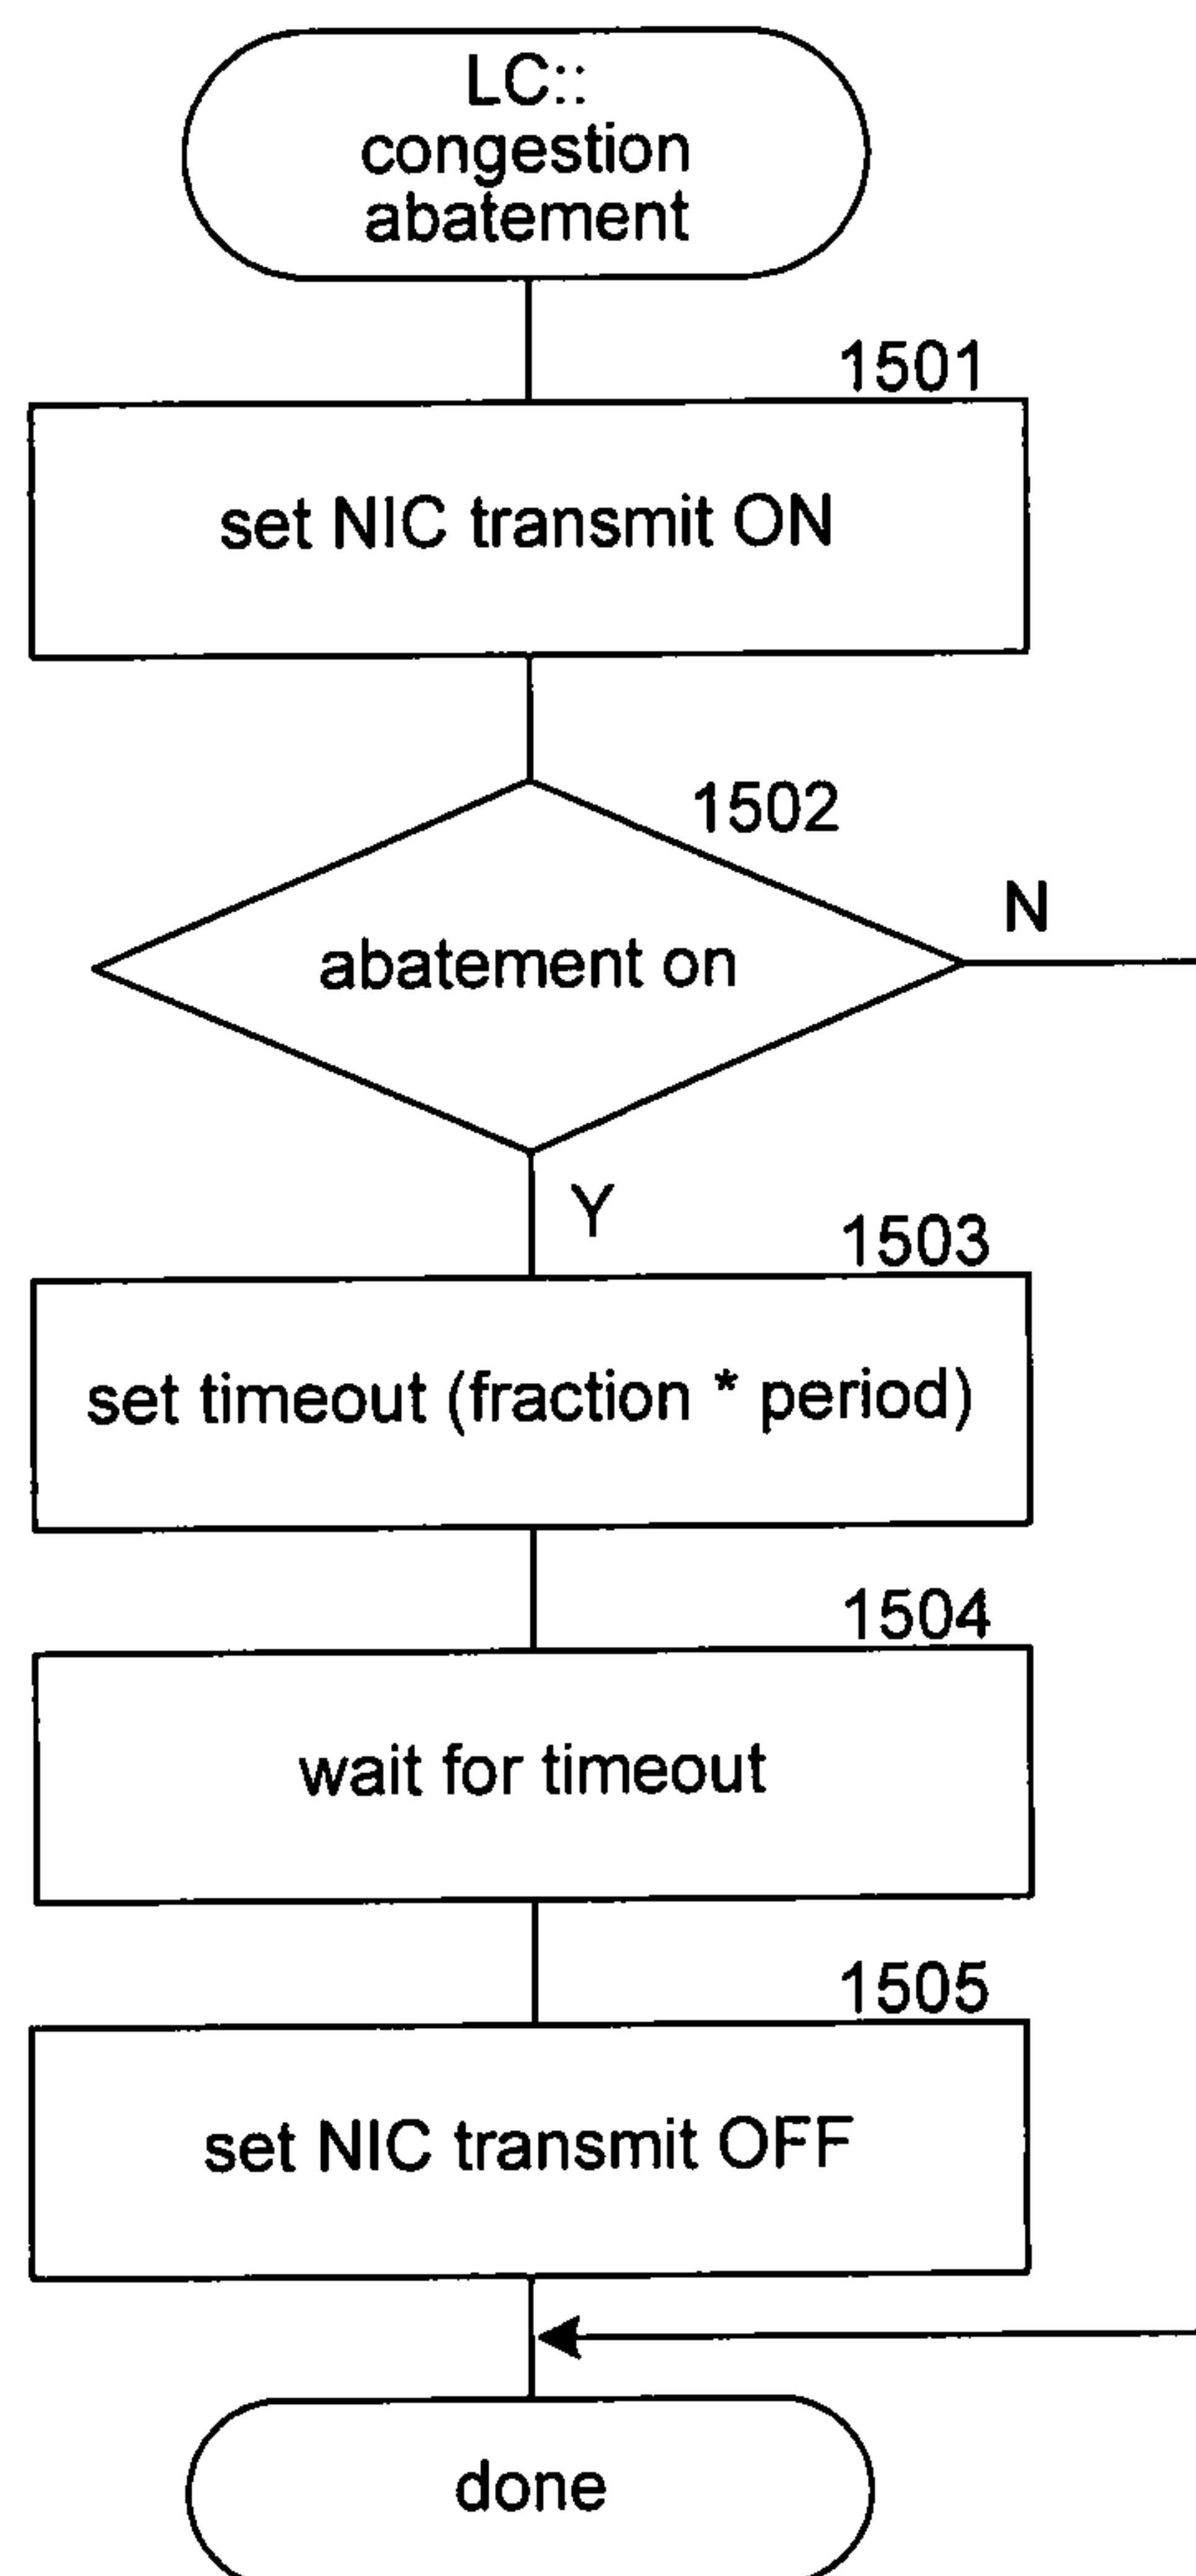 LC::
congestion
abatement
1501
set NIC transmit ON
1502
N
abatement on
Y
1503
set timeout (fraction * period)
1504
wait for timeout
1505
set NIC transmit OFF
done